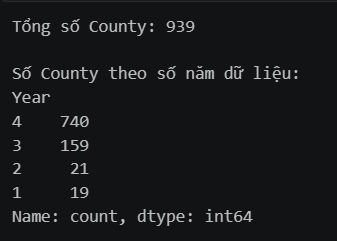 Tổng số County: 939
Số County theo số năm dữ liệu:
Year
4    740
3    159
2     21
1     19
Name: count, dtype: int64